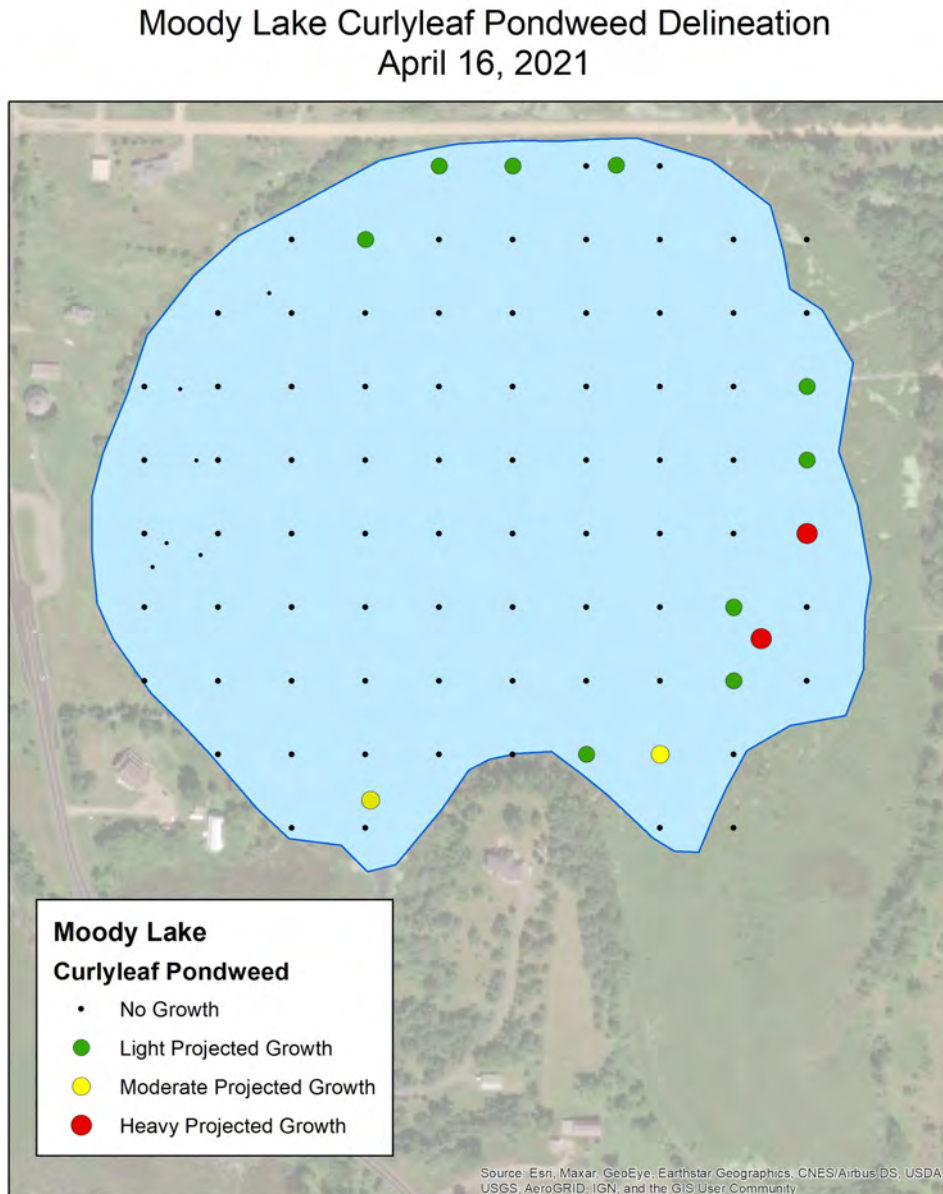 Moody Lake Curlyleaf Pondweed Delineation
April 16, 2021
Moody Lake
Curlyleaf Pondweed
No Growth
Light Projected Growth
Moderate Projected Growth
Heavy Projected Growth
Source: Esri, Maxar, GeoEye, Earthstar Geographics, CNES/Airbus DS, USDA,
USGS, AeroGRID, IGN, and the GIS User Community